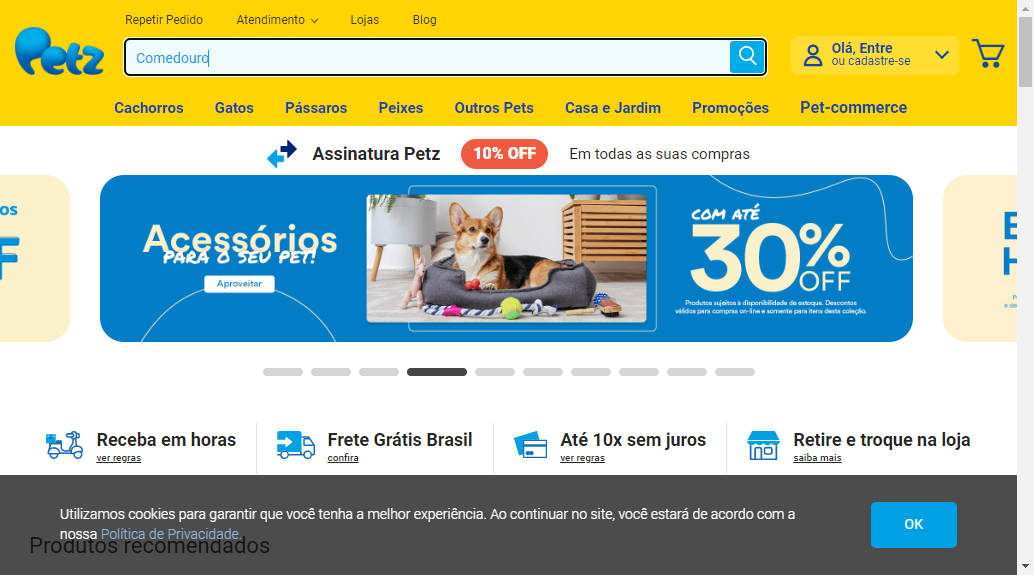 Repetir Pedido Atendimento Lojas Blog
Petz
Comedouro
Olá, Entre
ou cadastre-se
Cachorros Gatos Pássaros Peixes Outros Pets Casa e Jardim Promoções Pet-commerce
Assinatura Petz 10% OFF Em todas as suas compras
Acessórios
PARA O SEU PET!
Aproveitar
COM ATÉ
30%
OFF
Produtos sujeitos à disponibilidade de estoque. Descontos
válidos para compras on-line e somente para itens desta coleção.
Receba em horas
ver regras
Frete Grátis Brasil
confira
Até 10x sem juros
ver regras
Retire e troque na loja
saiba mais
Utilizamos cookies para garantir que você tenha a melhor experiência. Ao continuar no site, você estará de acordo com a
nossa Política de Privacidade.
OK
Produtos recomendados